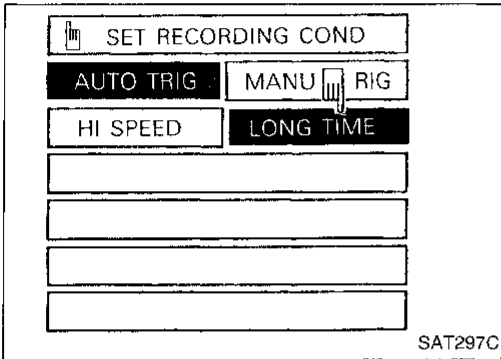 SET RECORDING COND
AUTO TRIG MANU RIG
HI SPEED LONG TIME
SAT297C